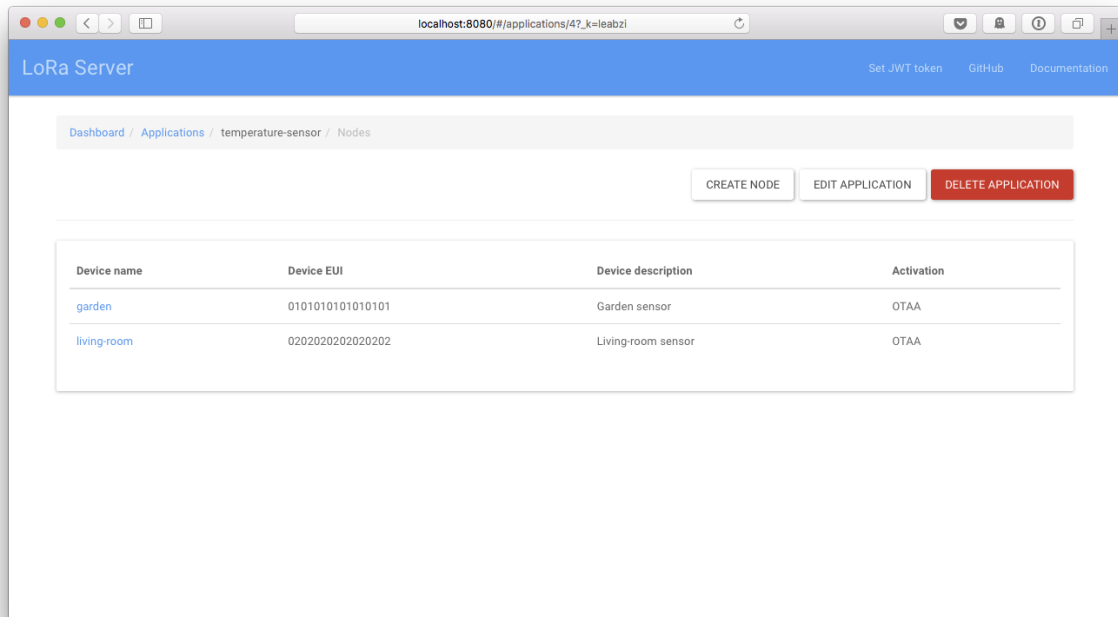 localhost:8080/#/applications/4?_k=leabzi
LoRa Server Set JWT token GitHub Documentation
Dashboard / Applications / temperature-sensor / Nodes
CREATE NODE EDIT APPLICATION DELETE APPLICATION
Device name Device EUI Device description Activation
garden 0101010101010101 Garden sensor OTAA
living-room 0202020202020202 Living-room sensor OTAA